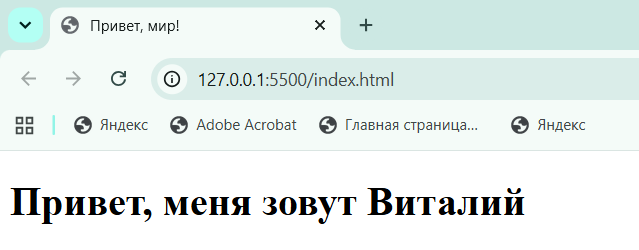 Привет, мир!
127.0.0.1:5500/index.html
Яндекс Adobe Acrobat Главная страница... Яндекс
Привет, меня зовут Виталий